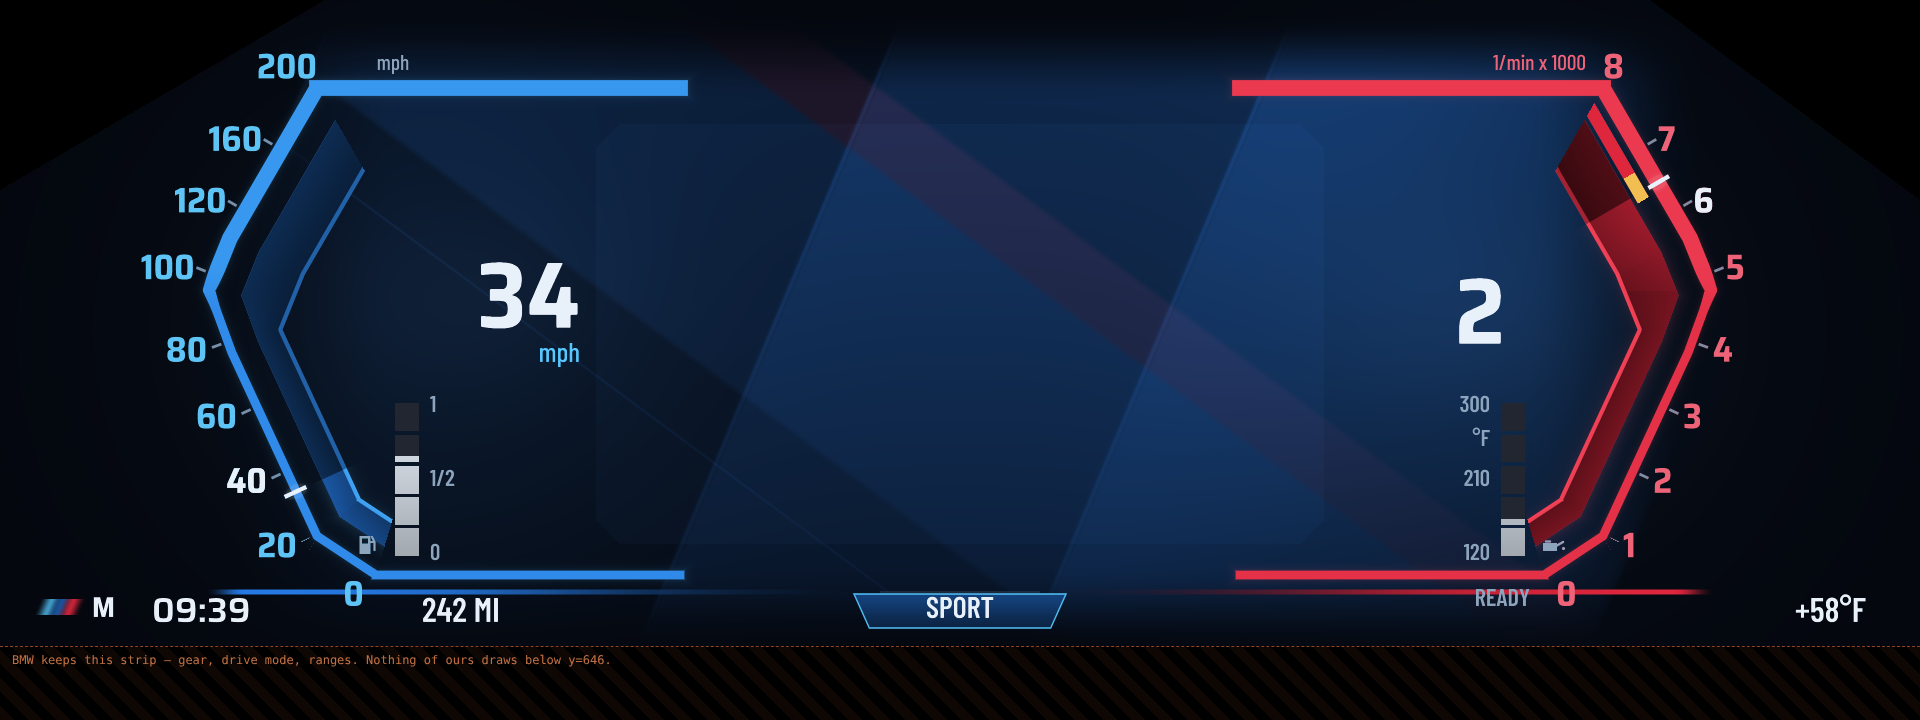 200
mph
160
120
100
80
60
40
20
0
34
mph
1
1/2
0
1/min x 1000
8
7
6
5
4
3
2
1
0
2
300
°F
210
120
READY
M
09:39
242 MI
SPORT
+58°F
BMW keeps this strip — gear, drive mode, ranges. Nothing of ours draws below y=646.